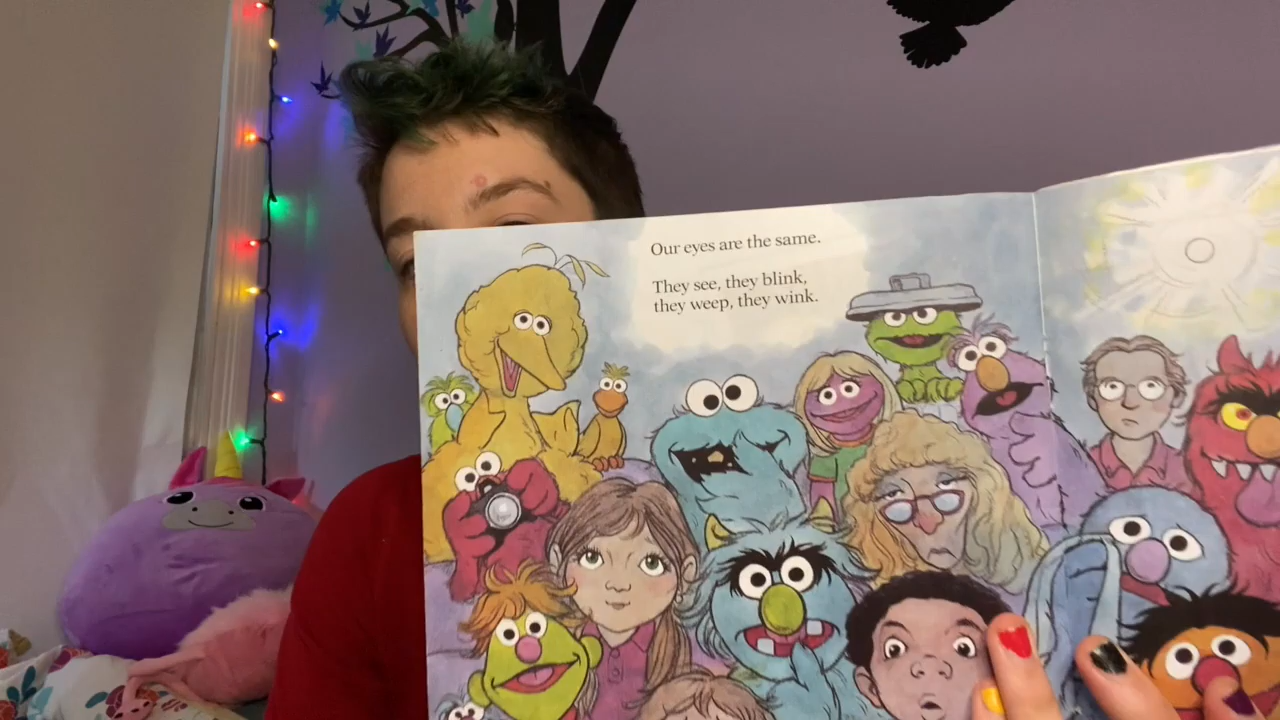 Our eyes are the same.
They see, they blink,
they weep, they wink.